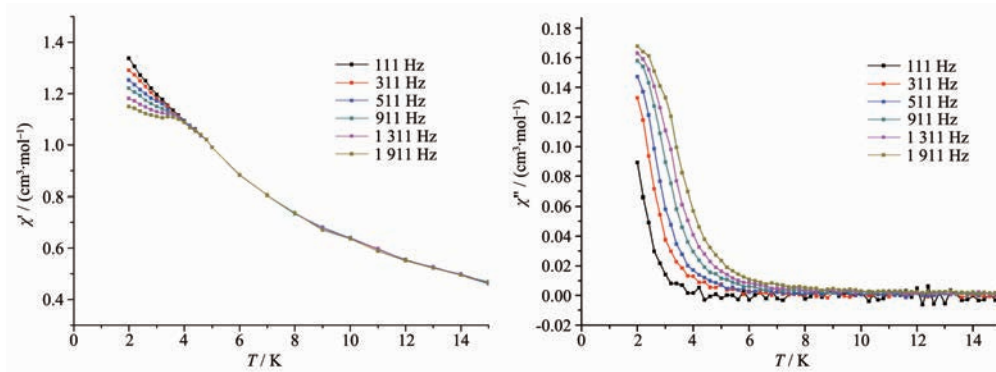 1.4
1.2
1.0
0.8
0.6
0.4
χ′ / (cm³·mol⁻¹)
111 Hz
311 Hz
511 Hz
911 Hz
1 311 Hz
1 911 Hz
0 2 4 6 8 10 12 14
T / K
0.18
0.16
0.14
0.12
0.10
0.08
0.06
0.04
0.02
0.00
-0.02
χ″ / (cm³·mol⁻¹)
111 Hz
311 Hz
511 Hz
911 Hz
1 311 Hz
1 911 Hz
0 2 4 6 8 10 12 14
T / K